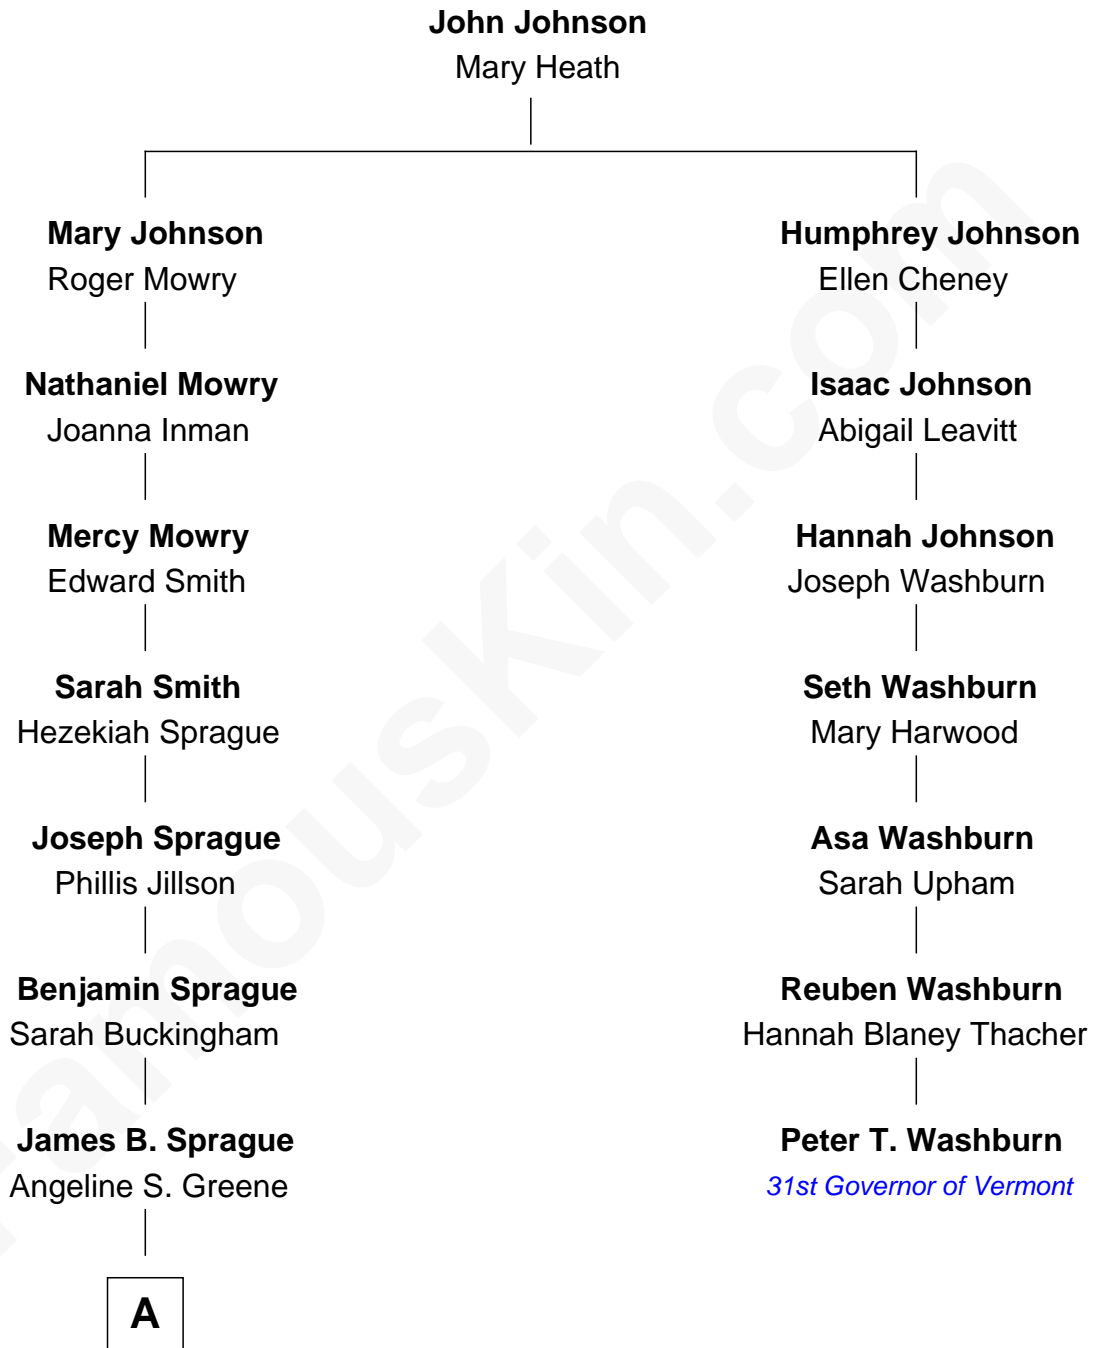 John Johnson
Mary Heath
Mary Johnson
Roger Mowry
Humphrey Johnson
Ellen Cheney
Nathaniel Mowry
Joanna Inman
Isaac Johnson
Abigail Leavitt
Mercy Mowry
Edward Smith
Hannah Johnson
Joseph Washburn
Sarah Smith
Hezekiah Sprague
Seth Washburn
Mary Harwood
Joseph Sprague
Phillis Jillson
Asa Washburn
Sarah Upham
Benjamin Sprague
Sarah Buckingham
Reuben Washburn
Hannah Blaney Thacher
James B. Sprague
Angeline S. Greene
Peter T. Washburn
31st Governor of Vermont
A
FamousKin.com